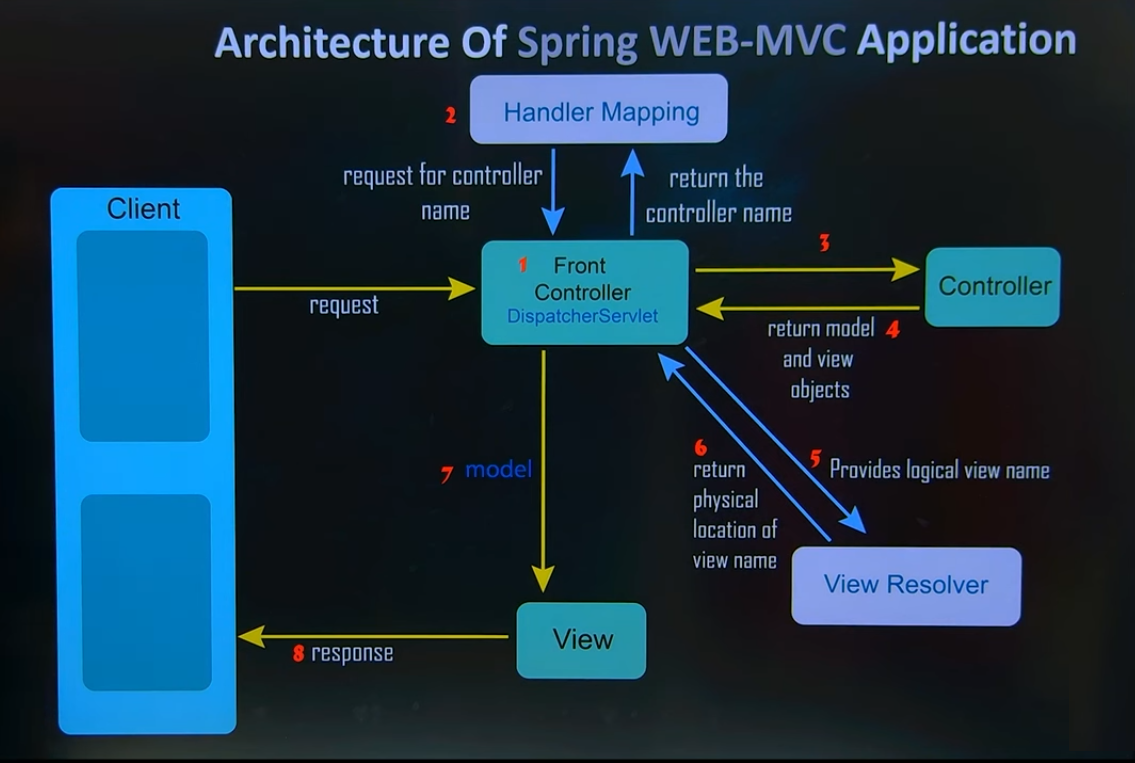 Architecture Of Spring WEB-MVC Application
2
Handler Mapping
request for controller
name
return the
controller name
Client
1 Front
Controller
DispatcherServlet
3
Controller
request
return model 4
and view
objects
7 model
6
return
physical
location of
view name
5 Provides logical view name
View Resolver
View
8 response